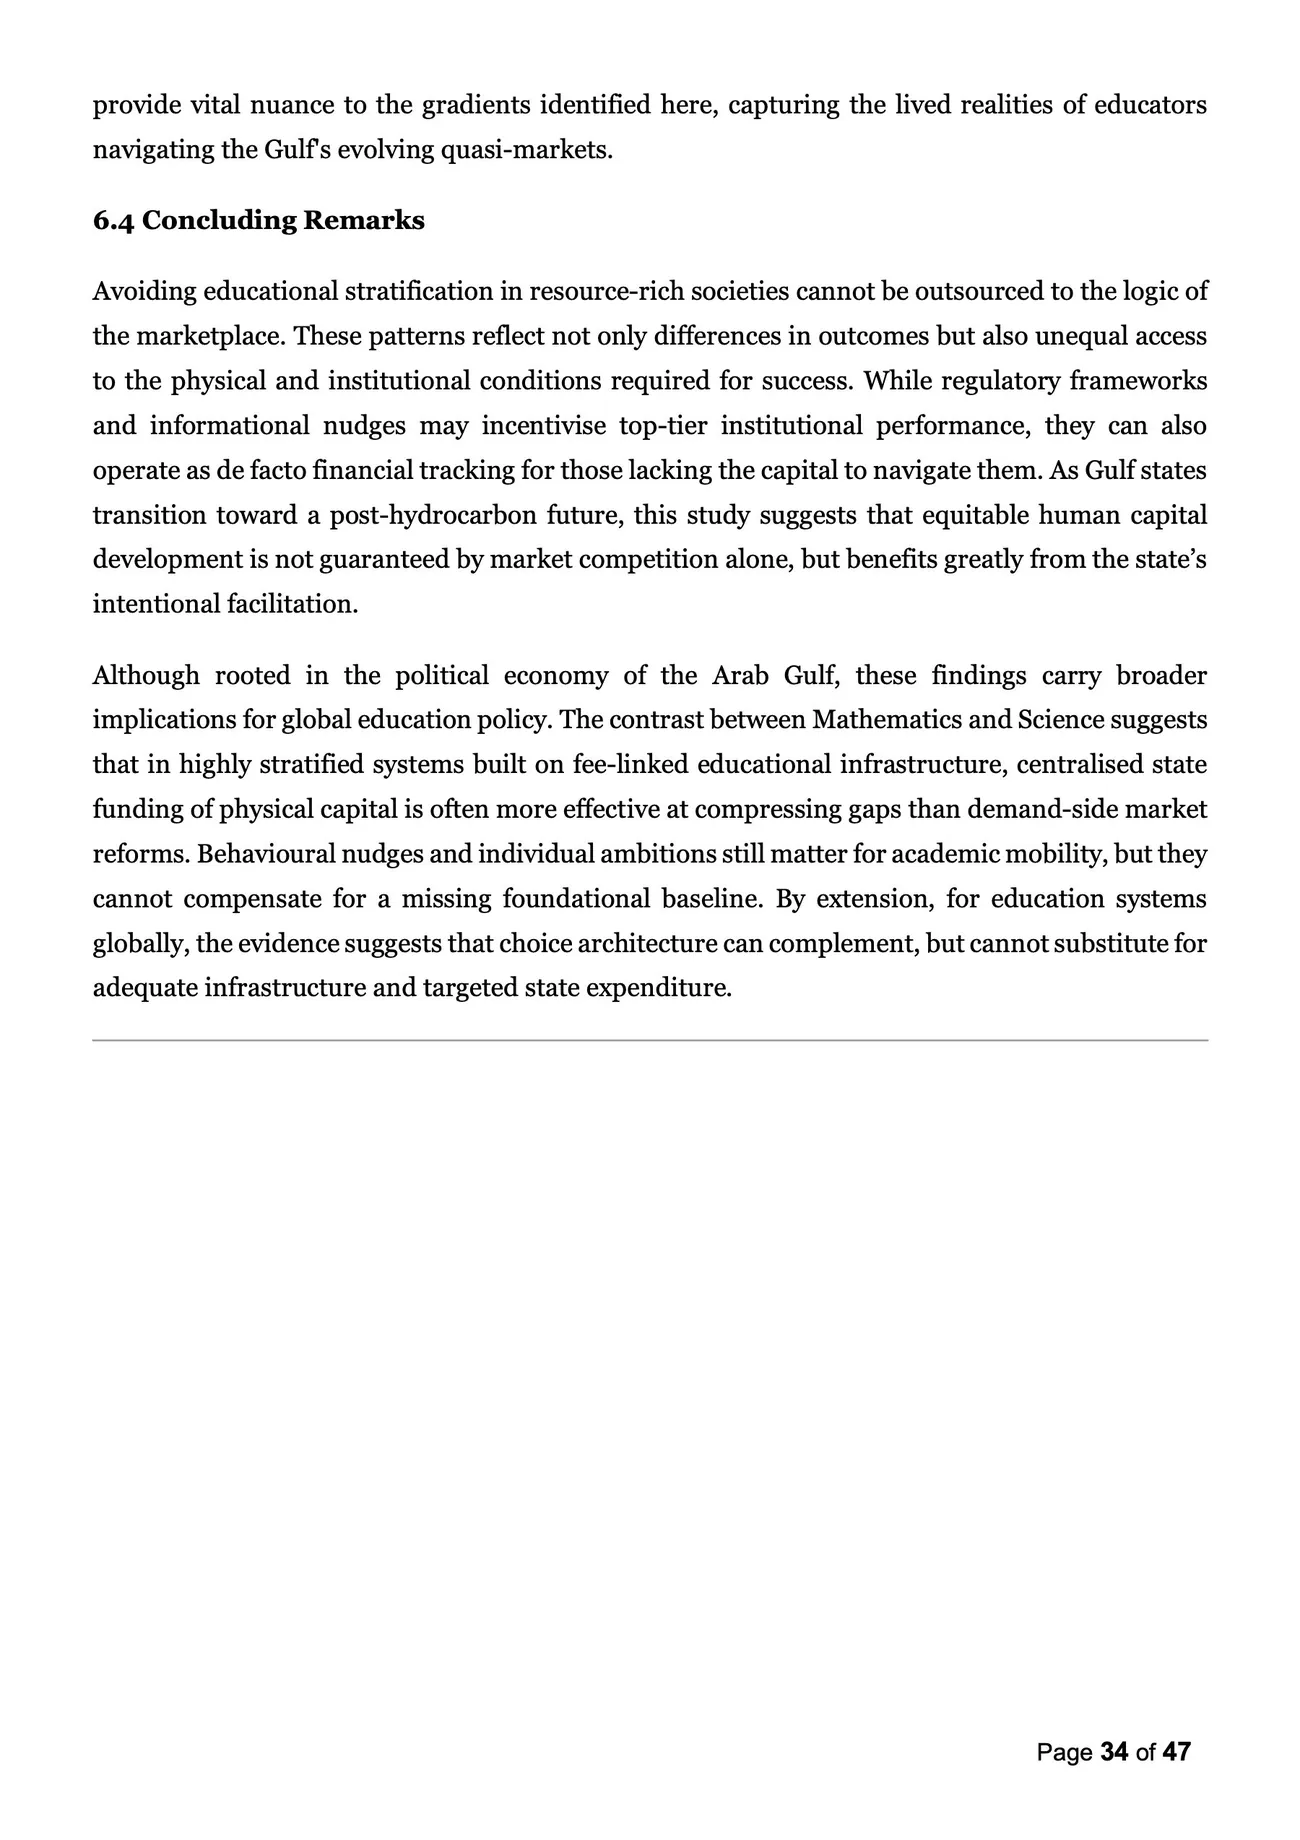 provide vital nuance to the gradients identified here, capturing the lived realities of educators
navigating the Gulf's evolving quasi-markets.
6.4 Concluding Remarks
Avoiding educational stratification in resource-rich societies cannot be outsourced to the logic of
the marketplace. These patterns reflect not only differences in outcomes but also unequal access
to the physical and institutional conditions required for success. While regulatory frameworks
and informational nudges may incentivise top-tier institutional performance, they can also
operate as de facto financial tracking for those lacking the capital to navigate them. As Gulf states
transition toward a post-hydrocarbon future, this study suggests that equitable human capital
development is not guaranteed by market competition alone, but benefits greatly from the state’s
intentional facilitation.
Although rooted in the political economy of the Arab Gulf, these findings carry broader
implications for global education policy. The contrast between Mathematics and Science suggests
that in highly stratified systems built on fee-linked educational infrastructure, centralised state
funding of physical capital is often more effective at compressing gaps than demand-side market
reforms. Behavioural nudges and individual ambitions still matter for academic mobility, but they
cannot compensate for a missing foundational baseline. By extension, for education systems
globally, the evidence suggests that choice architecture can complement, but cannot substitute for
adequate infrastructure and targeted state expenditure.
Page 34 of 47